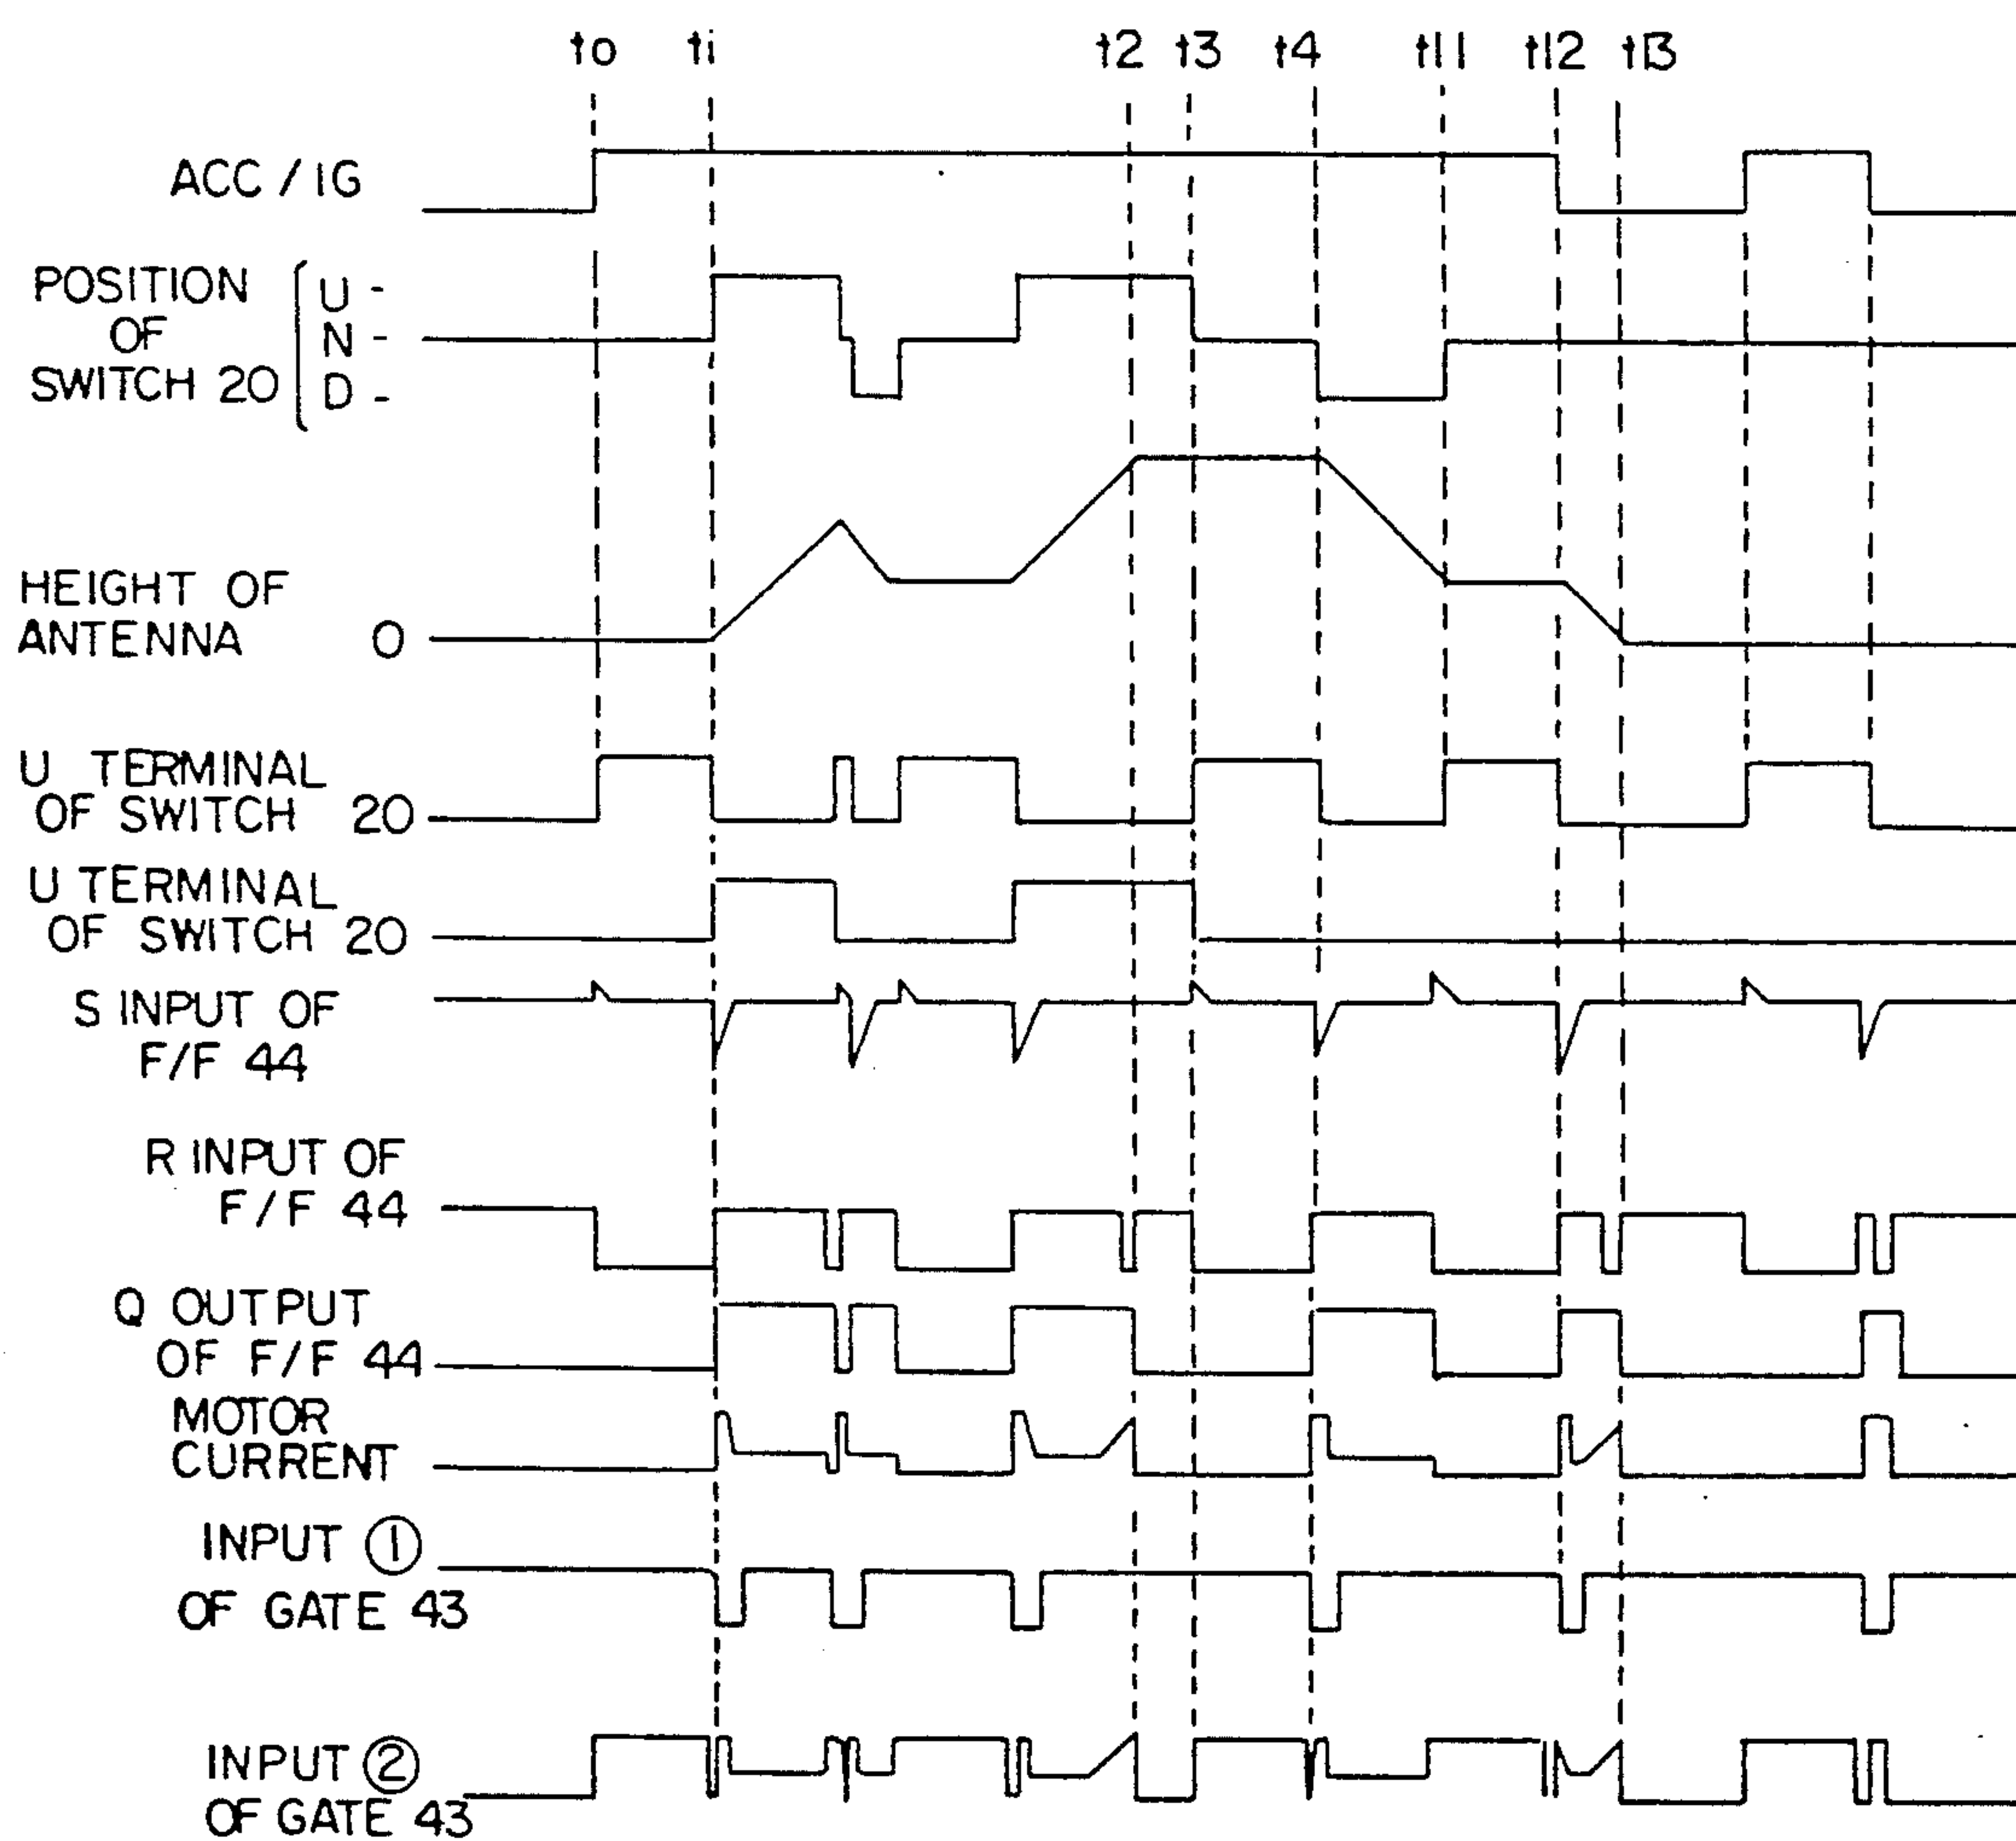 to ti t2 t3 t4 t11 t12 t13
ACC / IG
POSITION
OF
SWITCH 20
U -
N -
D -
HEIGHT OF
ANTENNA 0
U TERMINAL
OF SWITCH 20
U TERMINAL
OF SWITCH 20
S INPUT OF
F/F 44
R INPUT OF
F/F 44
Q OUTPUT
OF F/F 44
MOTOR
CURRENT
INPUT ①
OF GATE 43
INPUT ②
OF GATE 43